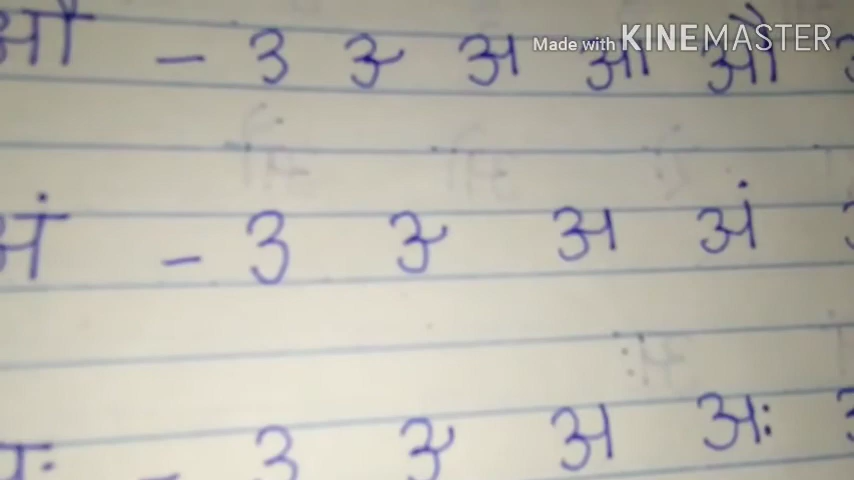 Made with KINEMASTER
ओ - 3 उ अ आ ओ
अं - 3 उ अ अं
अः - 3 उ अ अः